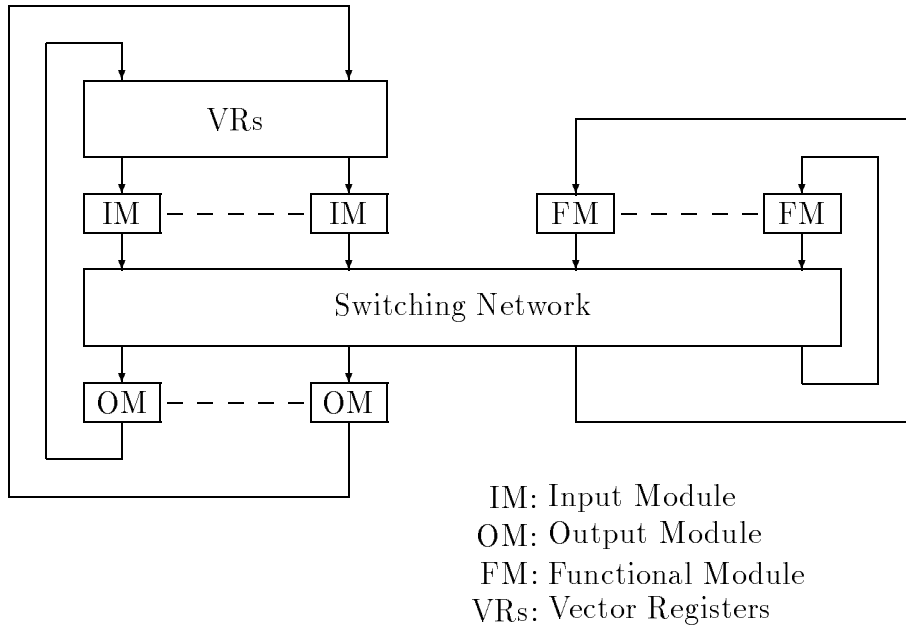 VRs
IM IM FM FM
Switching Network
OM OM
IM: Input Module
OM: Output Module
FM: Functional Module
VRs: Vector Registers